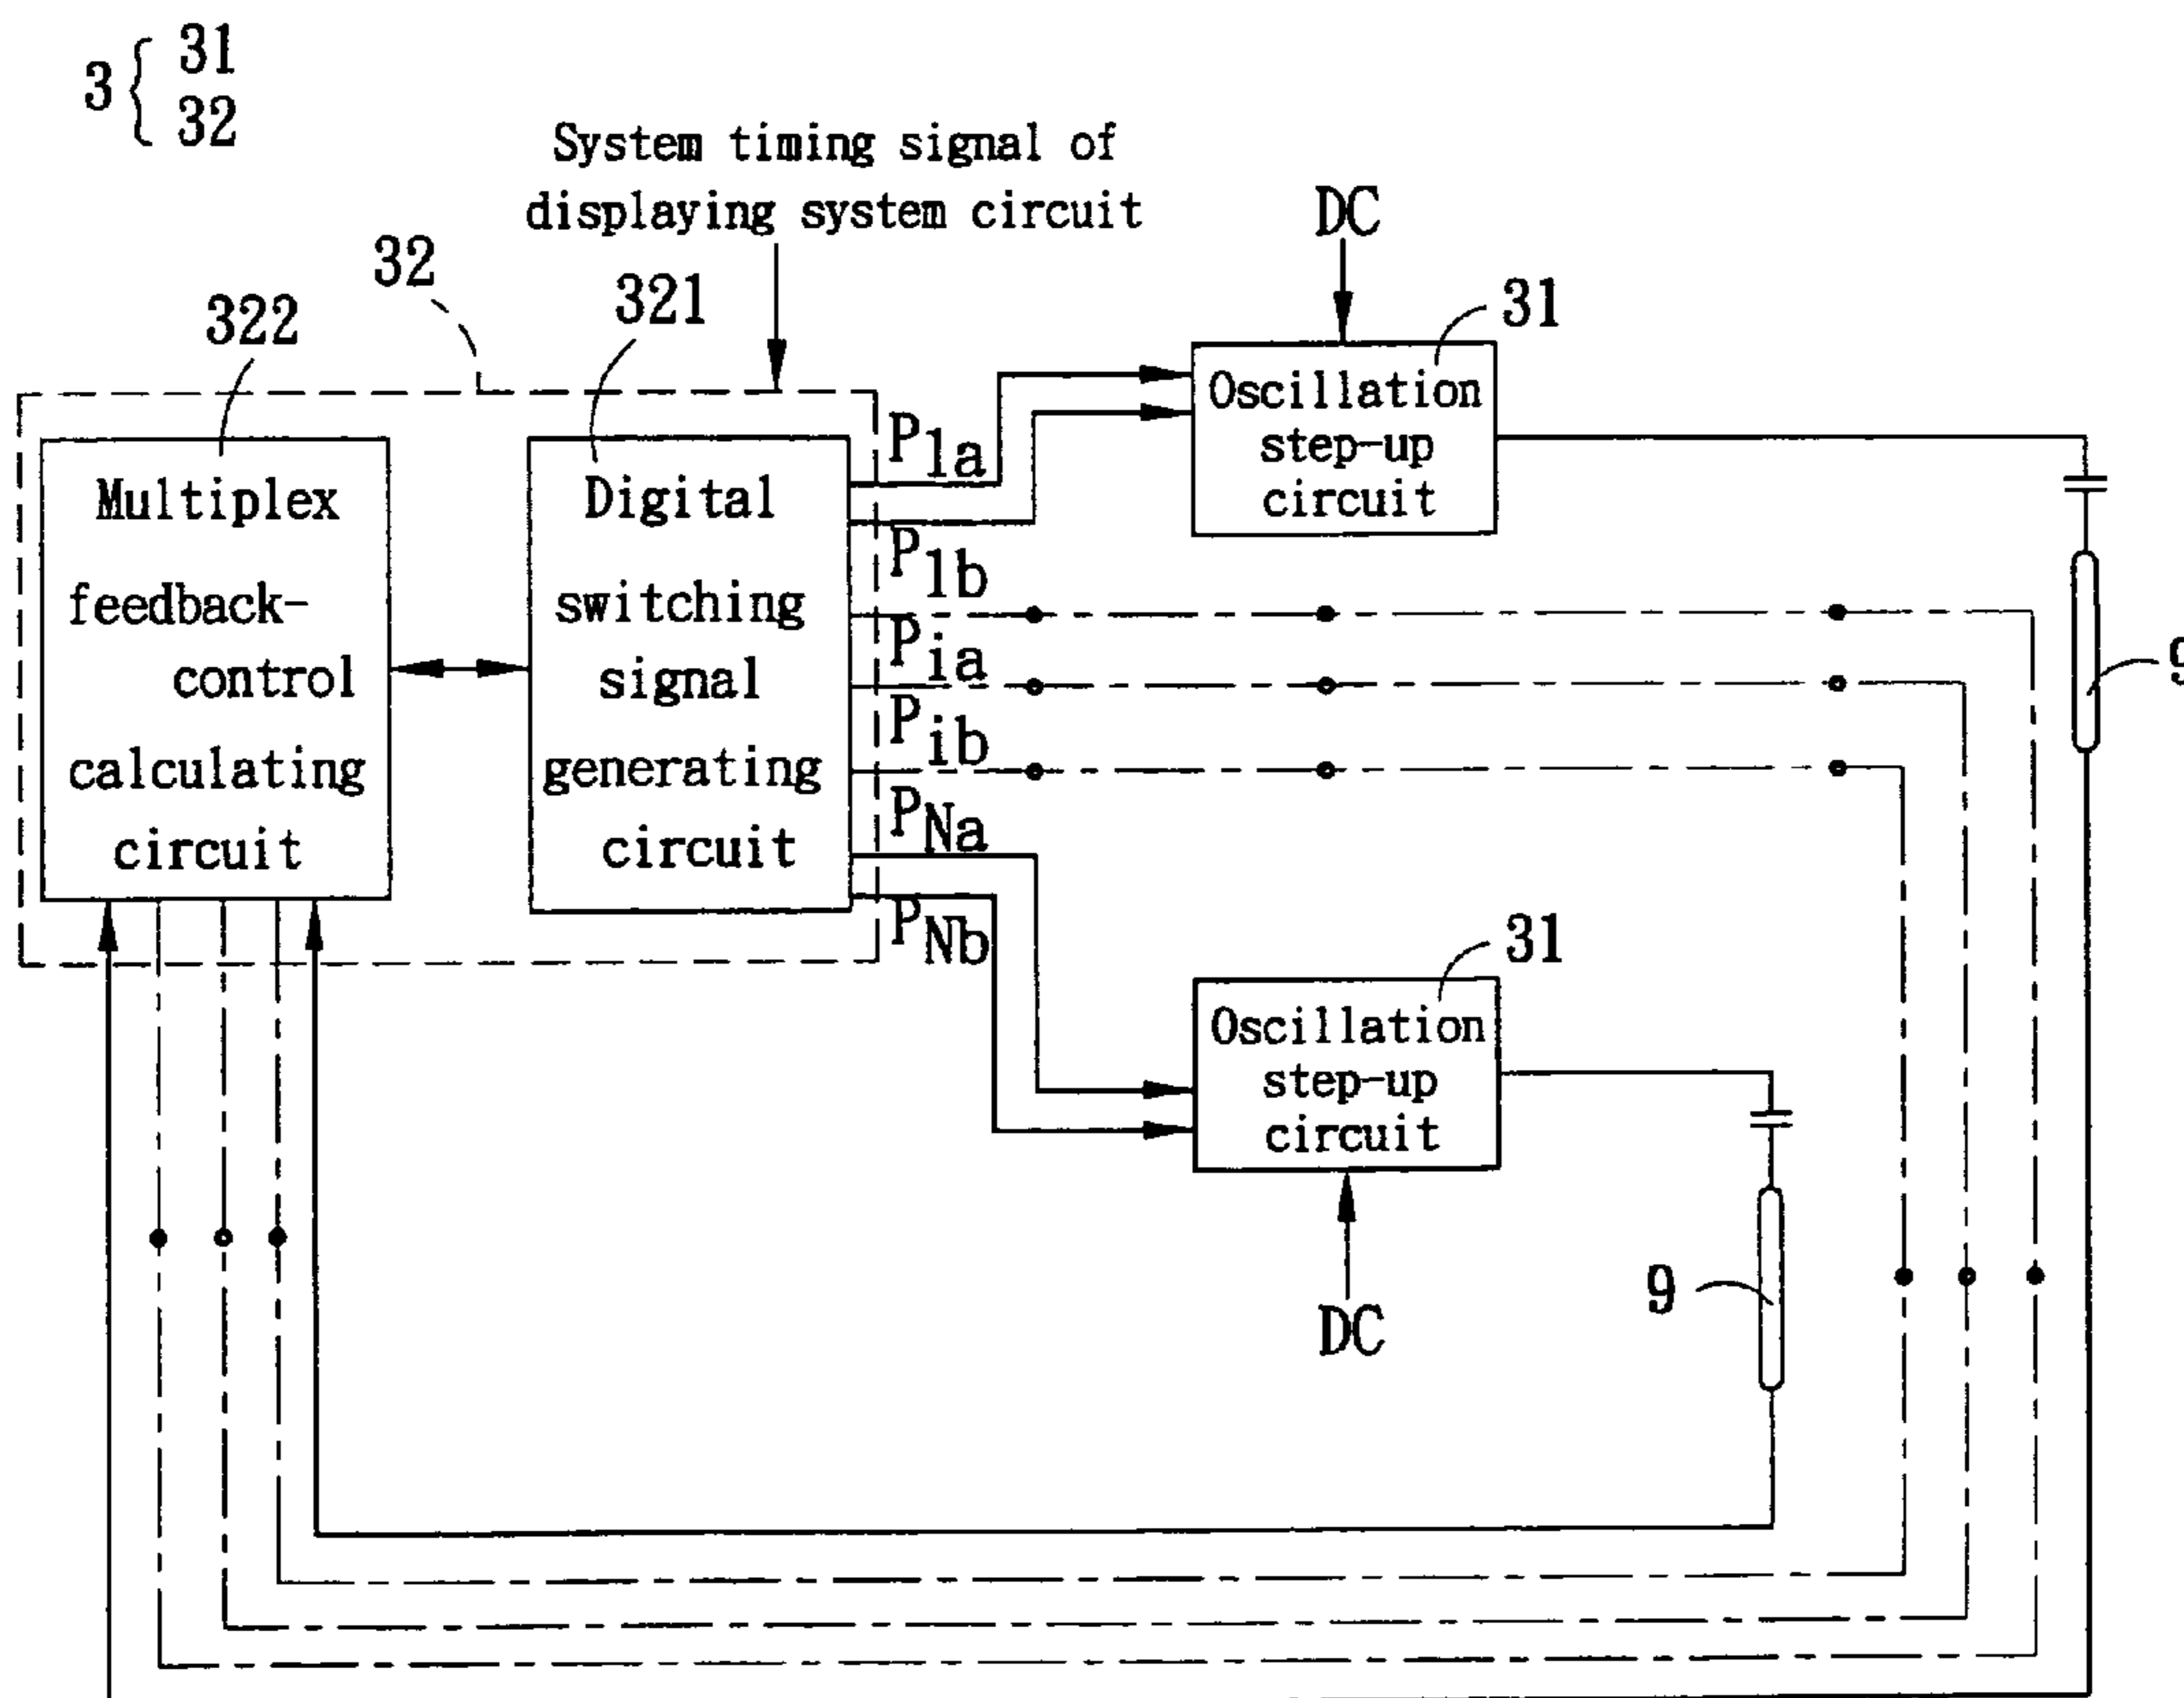 3 { 31
32
System timing signal of
displaying system circuit
DC
32
322
321
31
Multiplex
feedback-
control
calculating
circuit
Digital
switching
signal
generating
circuit
P1a
P1b
Pia
Pib
PNa
PNb
Oscillation
step-up
circuit
9
31
Oscillation
step-up
circuit
DC
9